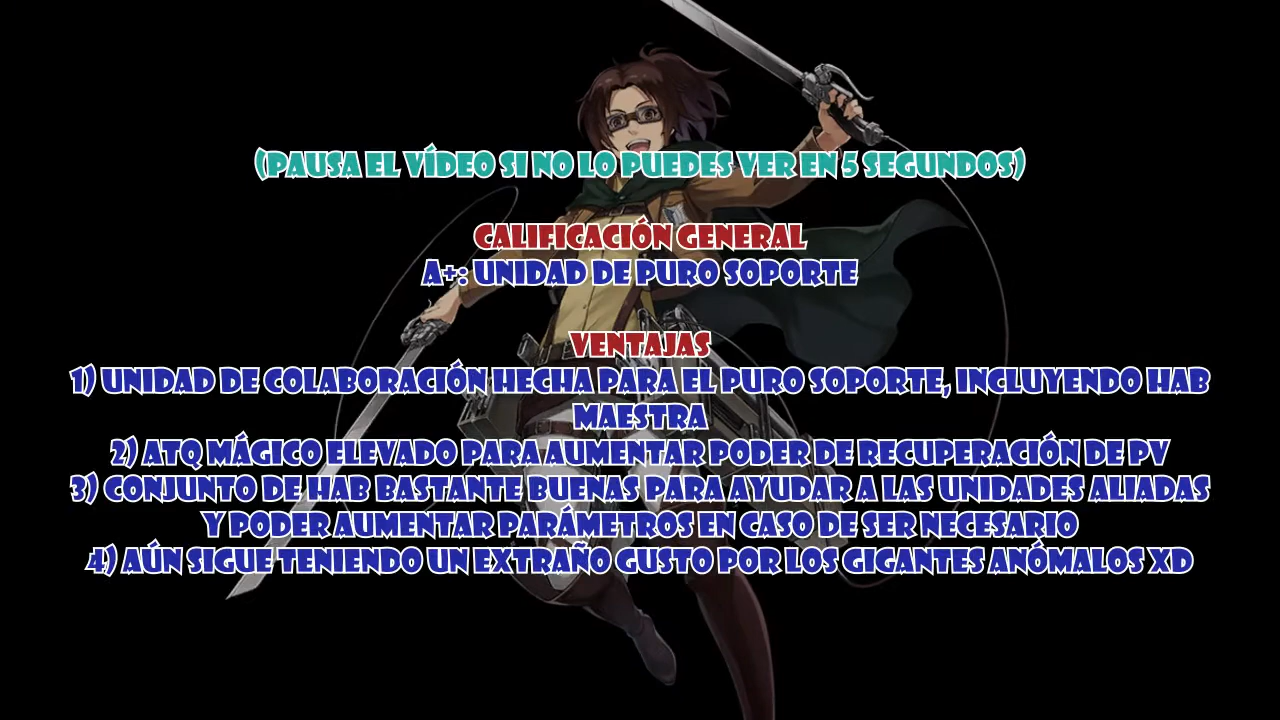 (PAUSA EL VÍDEO SI NO LO PUEDES VER EN 5 SEGUNDOS)
CALIFICACIÓN GENERAL
A+: UNIDAD DE PURO SOPORTE
VENTAJAS
1) UNIDAD DE COLABORACIÓN HECHA PARA EL PURO SOPORTE, INCLUYENDO HAB
MAESTRA
2) ATQ MÁGICO ELEVADO PARA AUMENTAR PODER DE RECUPERACIÓN DE PV
3) CONJUNTO DE HAB BASTANTE BUENAS PARA AYUDAR A LAS UNIDADES ALIADAS
Y PODER AUMENTAR PARÁMETROS EN CASO DE SER NECESARIO
4) AÚN SIGUE TENIENDO UN EXTRAÑO GUSTO POR LOS GIGANTES ANÓMALOS XD